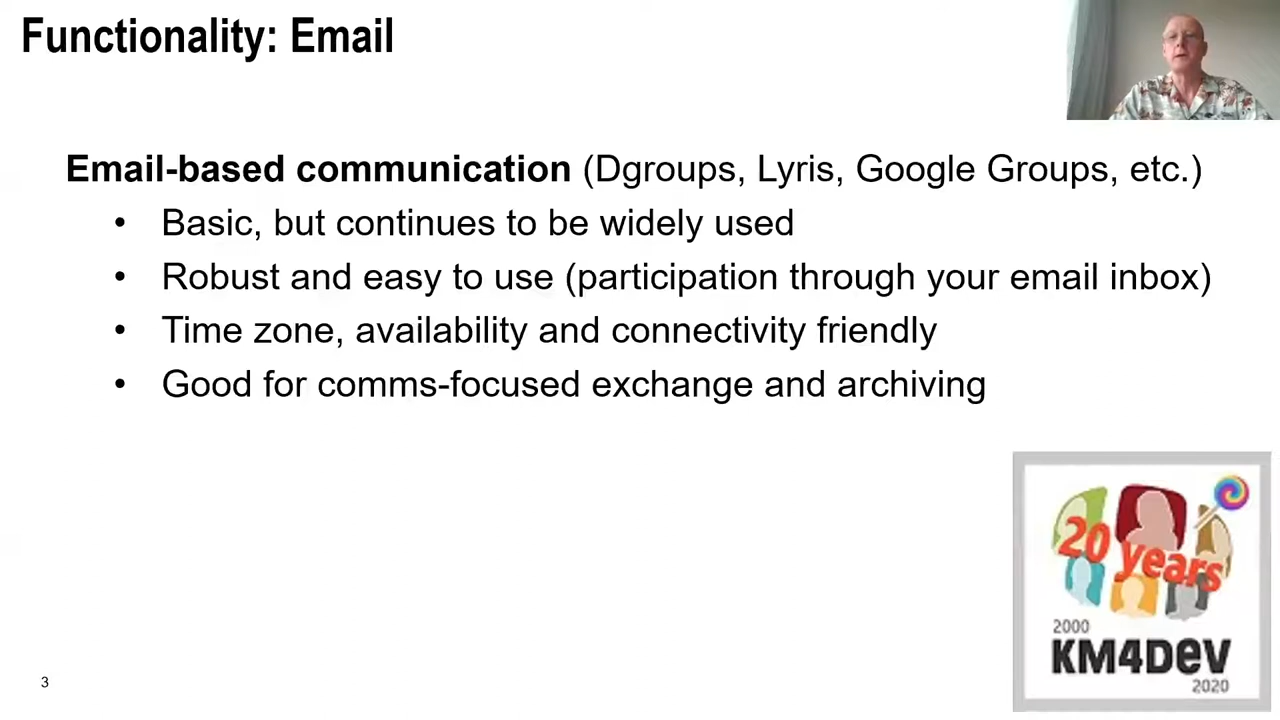 Functionality: Email
Email-based communication (Dgroups, Lyris, Google Groups, etc.)
• Basic, but continues to be widely used
• Robust and easy to use (participation through your email inbox)
• Time zone, availability and connectivity friendly
• Good for comms-focused exchange and archiving
20 years
2000
KM4Dev
2020
3